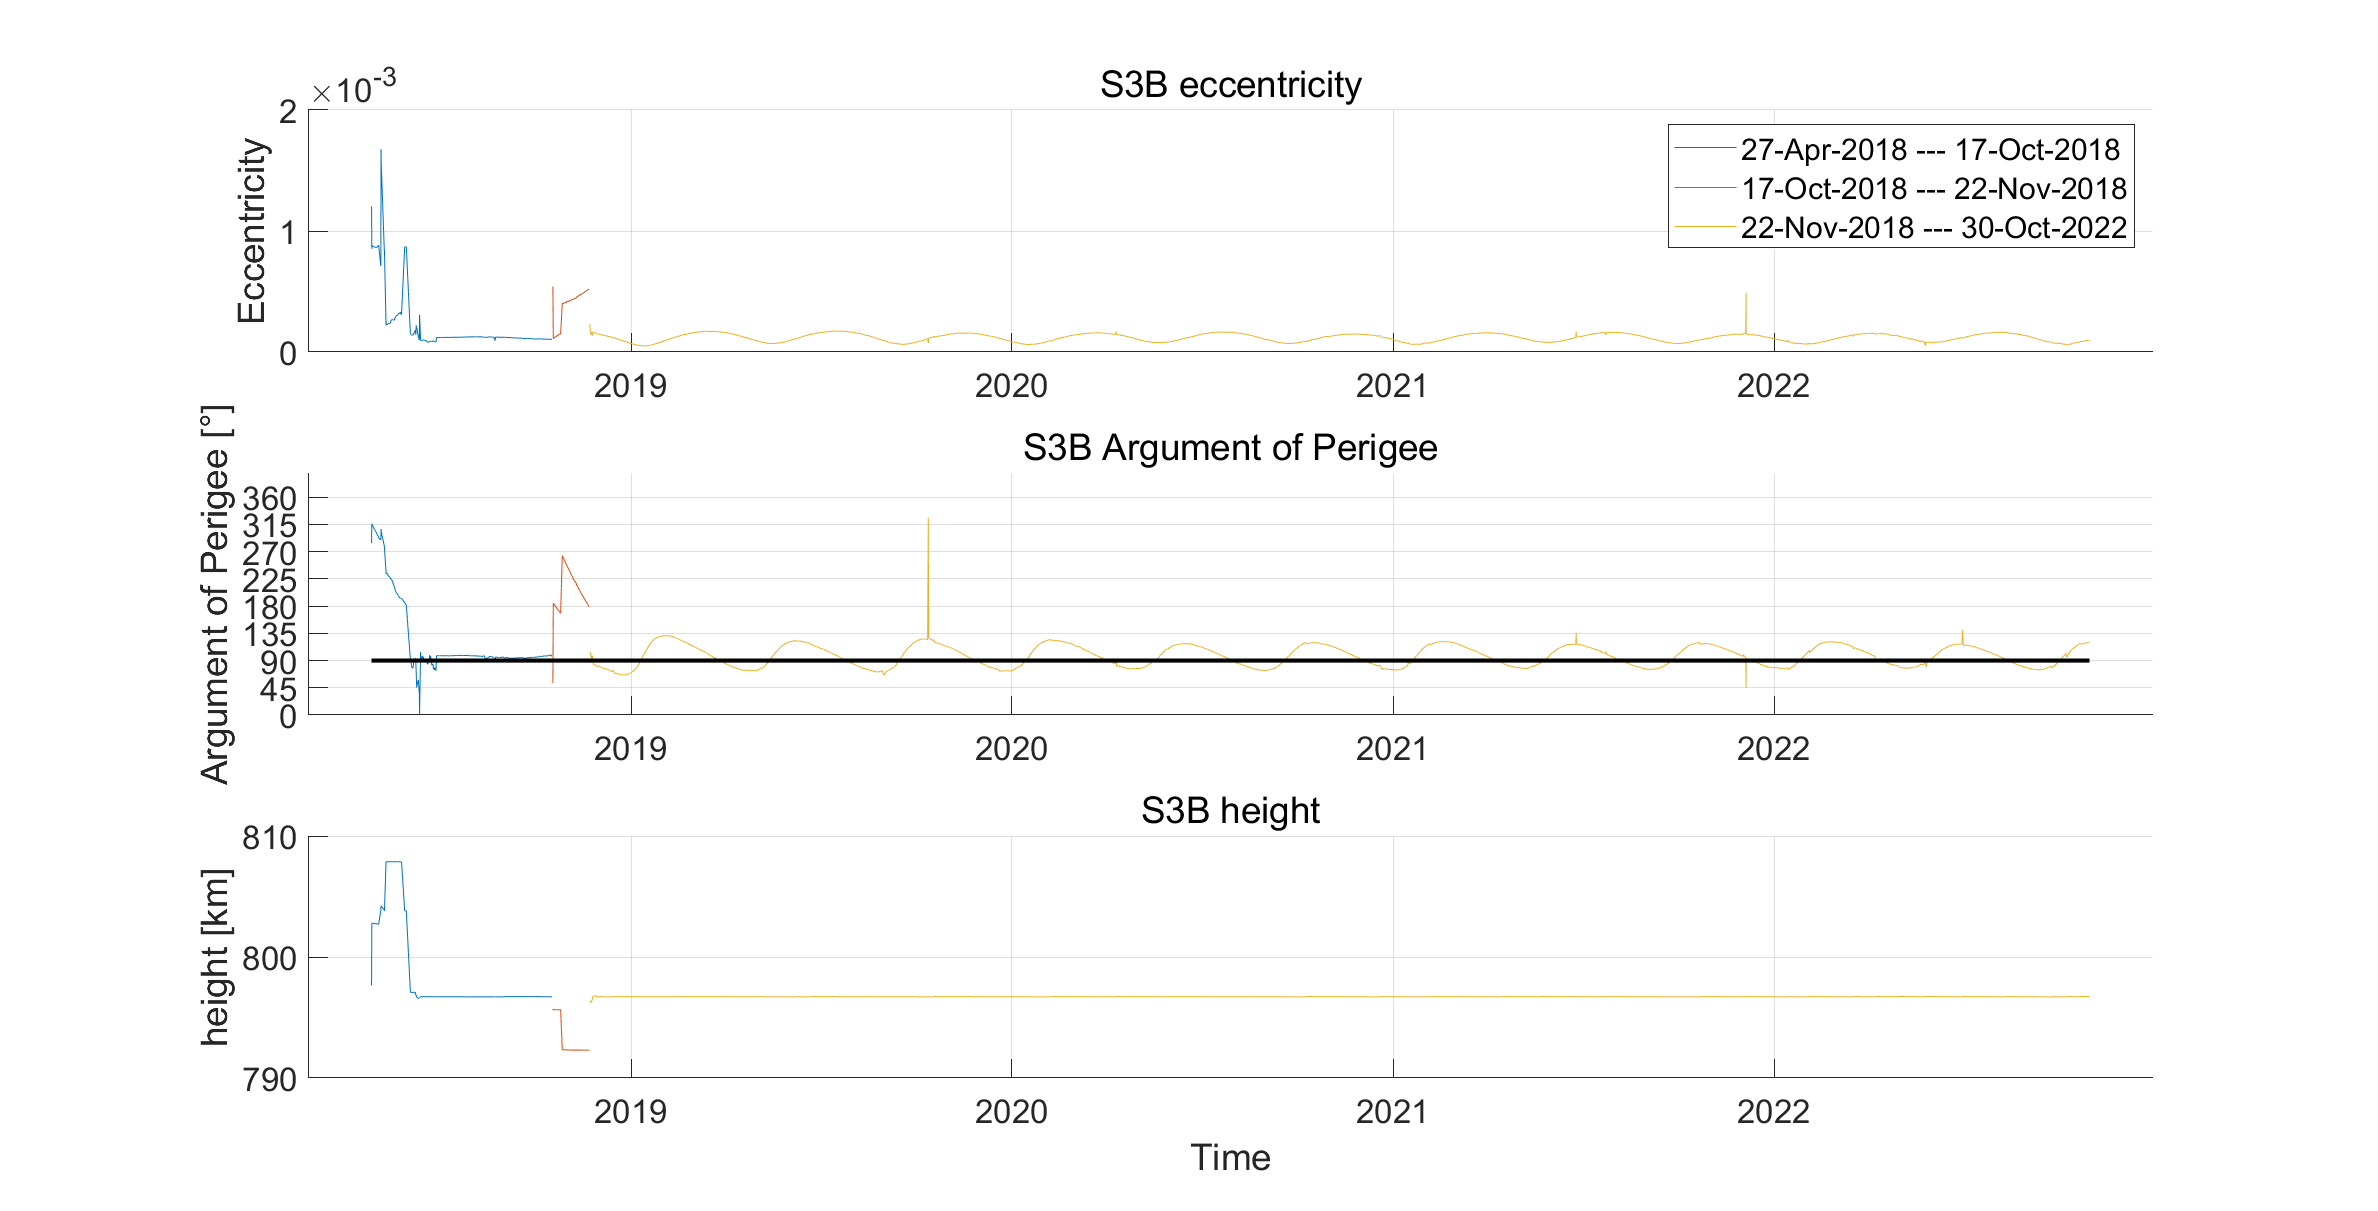 S3B eccentricity
×10-3
2
1
0
Eccentricity
27-Apr-2018 --- 17-Oct-2018
17-Oct-2018 --- 22-Nov-2018
22-Nov-2018 --- 30-Oct-2022
2019 2020 2021 2022
S3B Argument of Perigee
Argument of Perigee [°]
360
315
270
225
180
135
90
45
0
2019 2020 2021 2022
S3B height
height [km]
810
800
790
2019 2020 2021 2022
Time